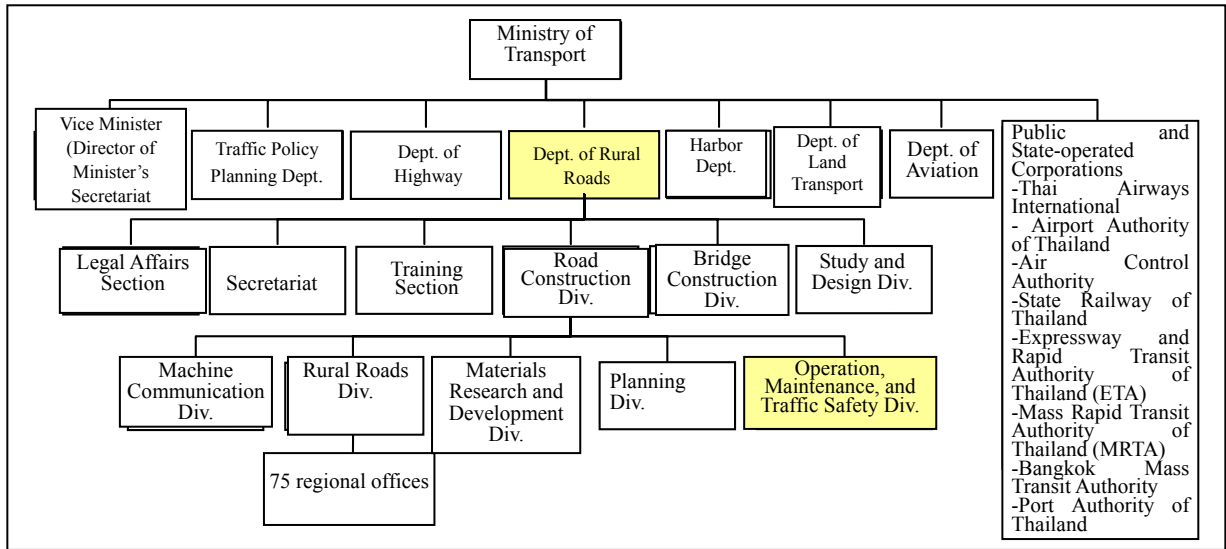 Ministry of
Transport
Vice Minister
(Director of
Minister's
Secretariat
Traffic Policy
Planning Dept.
Dept. of
Highway
Dept. of Rural
Roads
Harbor
Dept.
Dept. of
Land
Transport
Dept. of
Aviation
Public and
State-operated
Corporations
-Thai Airways
International
- Airport Authority
of Thailand
-Air Control
Authority
-State Railway of
Thailand
-Expressway and
Rapid Transit
Authority of
Thailand (ETA)
-Mass Rapid Transit
Authority of
Thailand (MRTA)
-Bangkok Mass
Transit Authority
-Port Authority of
Thailand
Legal Affairs
Section
Secretariat
Training
Section
Road
Construction
Div.
Bridge
Construction
Div.
Study and
Design Div.
Machine
Communication
Div.
Rural Roads
Div.
Materials
Research and
Development
Div.
Planning
Div.
Operation,
Maintenance, and
Traffic Safety Div.
75 regional offices